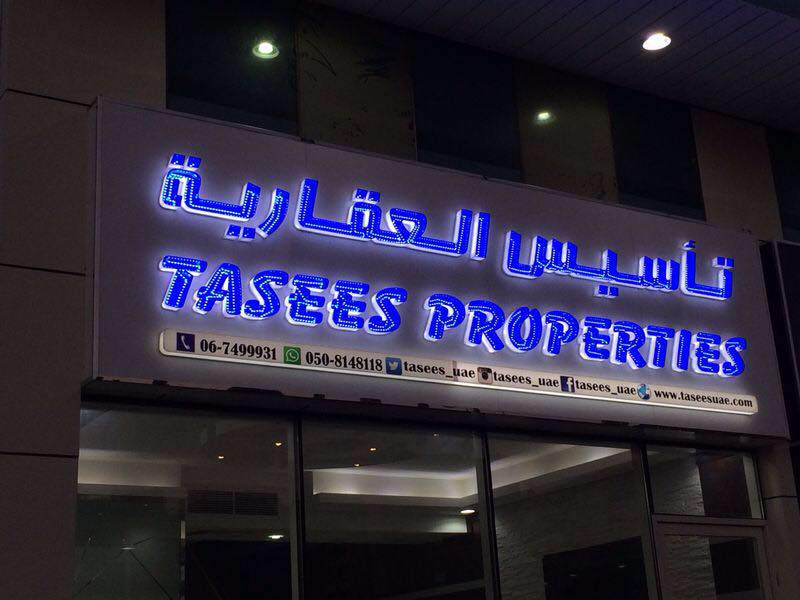 تأسيس العقارية
TASEES PROPERTIES
06-7499931 050-8148118 tasees_uae tasees_uae tasees_uae www.taseesuae.com